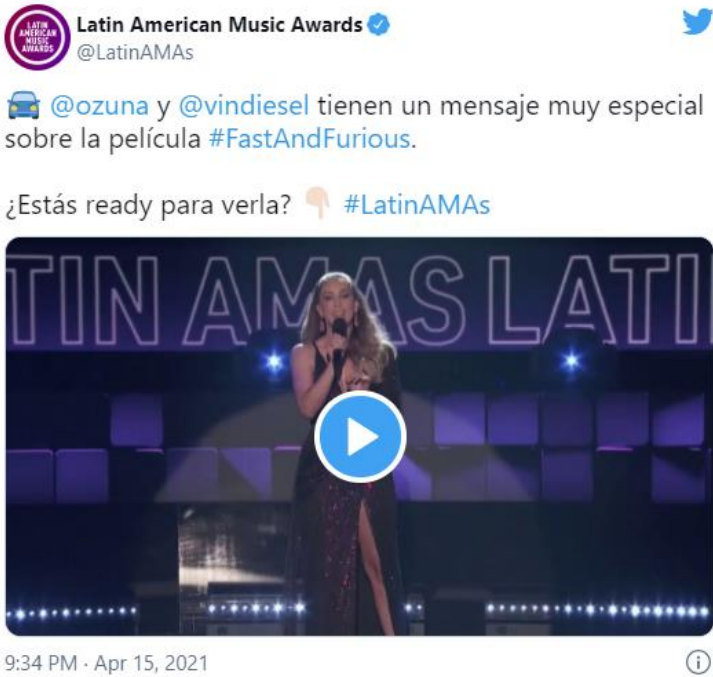 LATIN
AMERICAN
MUSIC
AWARDS
Latin American Music Awards
@LatinAMAs
🚘 @ozuna y @vindiesel tienen un mensaje muy especial
sobre la película #FastAndFurious.
¿Estás ready para verla? 👇🏻 #LatinAMAs
TIN AMAS LATI
9:34 PM · Apr 15, 2021